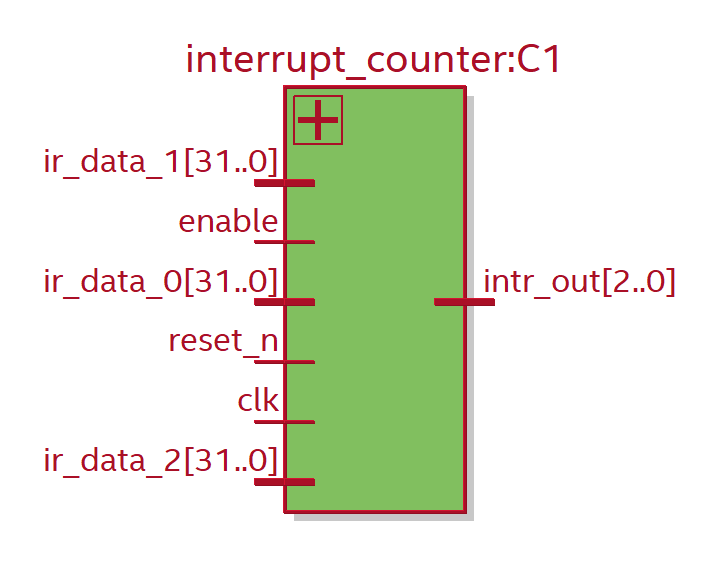 interrupt_counter:C1
ir_data_1[31..0]
enable
ir_data_0[31..0]
intr_out[2..0]
reset_n
clk
ir_data_2[31..0]